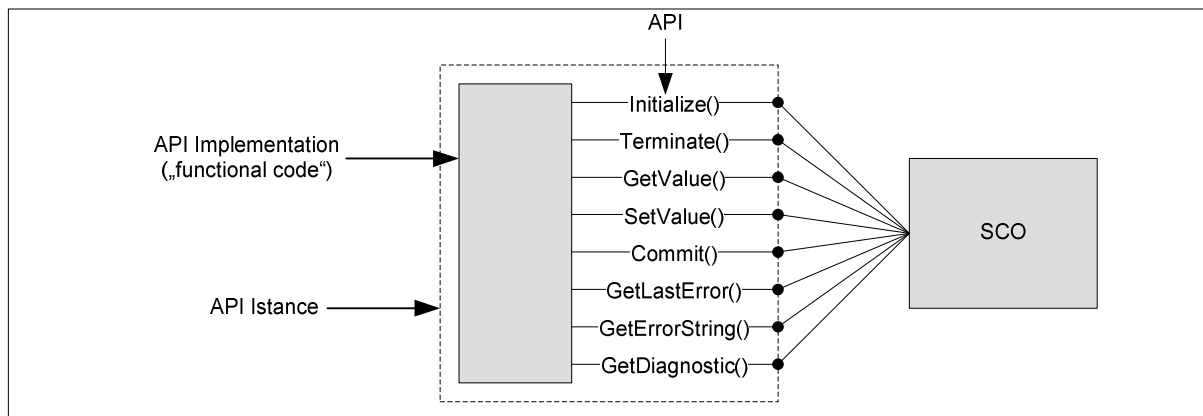 API
Initialize()
API Implementation
(„functional code“)
Terminate()
GetValue()
SetValue()
SCO
Commit()
GetLastError()
API Istance
GetErrorString()
GetDiagnostic()